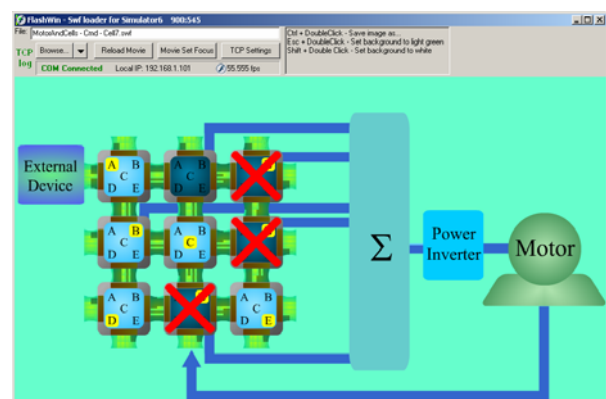 FlashWin - Swf loader for Simulator6 900:545
File: MotorAndCells - Cmd - Cell7.swf
TCP log
Browse... Reload Movie Movie Set Focus TCP Settings
COM Connected Local IP: 192.168.1.101 55.555 fps
Ctrl + DoubleClick - Save image as...
Esc + DoubleClick - Set background to light green
Shift + Double Click - Set background to white
External
Device
A B
C
D E
A B
C
D E
A B
C
D E
A B
C
D E
A B
C
D E
A B
C
D E
Σ
Power
Inverter
Motor